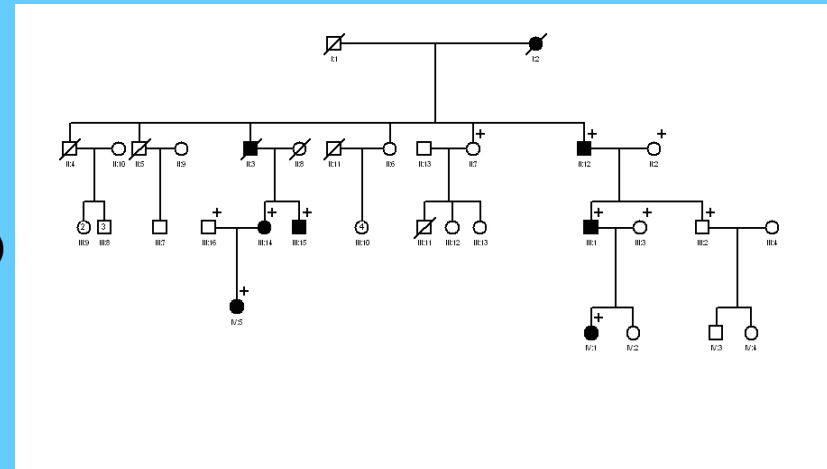 I:1 I:2
+ + +
II:4 II:10 II:5 II:9 II:3 II:8 II:11 II:6 II:13 II:7 II:12 II:2
+ + + + + +
2 3 4
III:9 III:8 III:7 III:16 III:14 III:15 III:10 III:11 III:12 III:13 III:1 III:3 III:2 III:4
+ +
IV:5
IV:1 IV:2 IV:3 IV:4